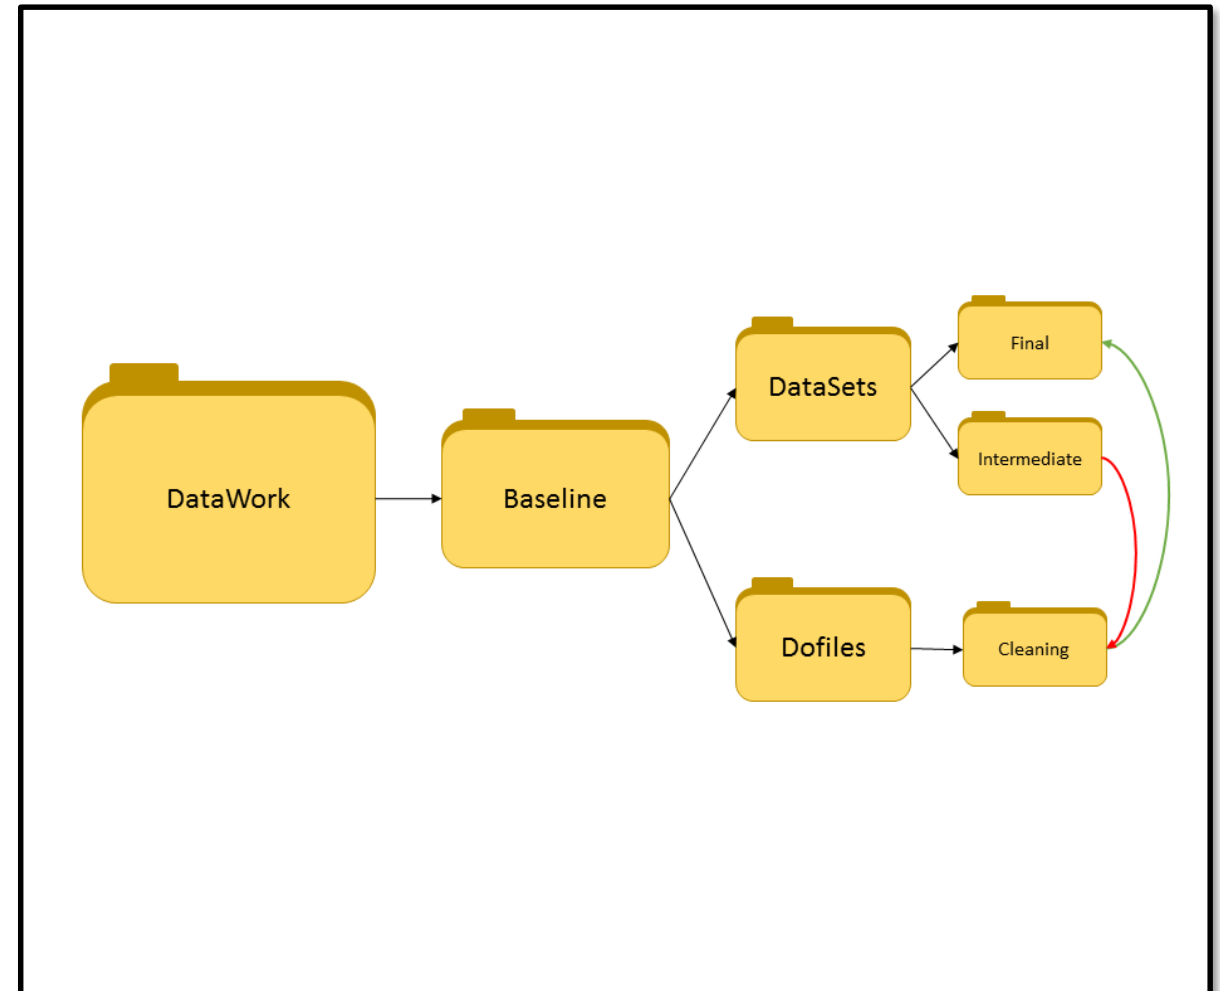 DataWork
Baseline
DataSets
Final
Intermediate
Dofiles
Cleaning